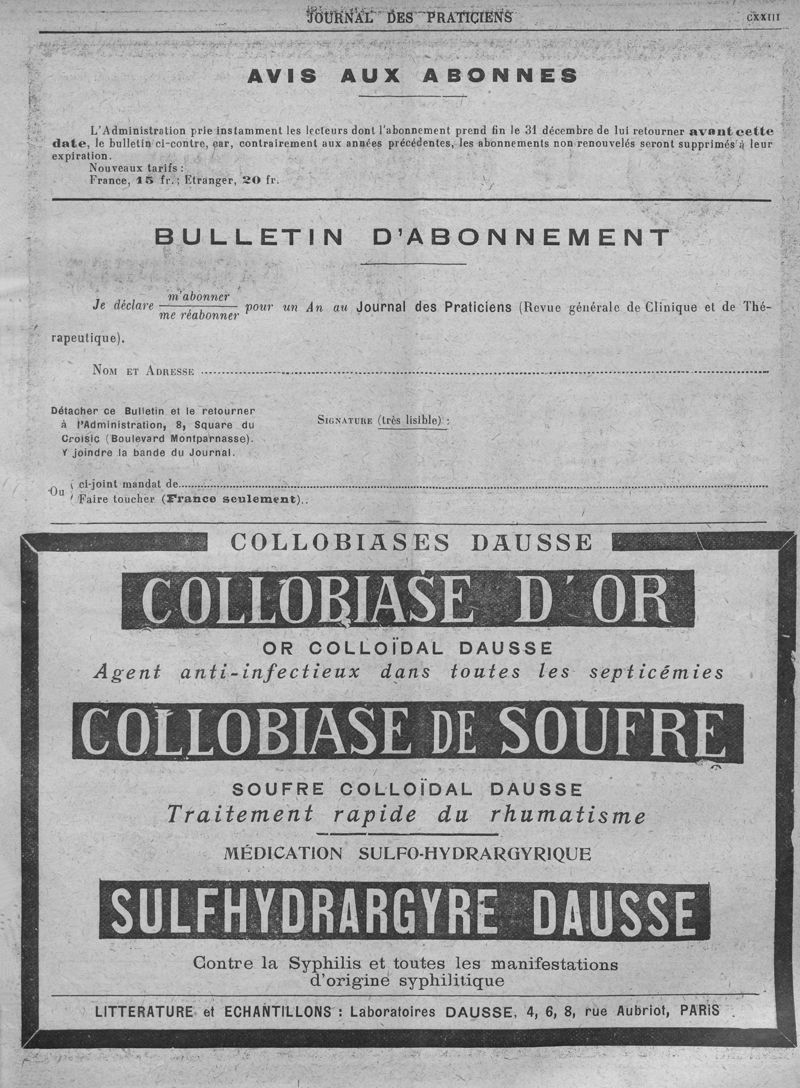 JOURNAL DES PRATICIENS CXXIII
AVIS AUX ABONNES
L'Administration prie instamment les lecteurs dont l'abonnement prend fin le 31 décembre de lui retourner avant cette
date, le bulletin ci-contre, car, contrairement aux années précédentes, les abonnements non renouvelés seront supprimés à leur
expiration.
Nouveaux tarifs :
France, 15 fr. ; Etranger, 20 fr.
BULLETIN D'ABONNEMENT
m'abonner
Je déclare me réabonner pour un An au Journal des Praticiens (Revue générale de Clinique et de Thé-
rapeutique).
NOM ET ADRESSE
Détacher ce Bulletin et le retourner
à l'Administration, 8, Square du
Croisic (Boulevard Montparnasse).
Y joindre la bande du Journal.
SIGNATURE (très lisible) :
Ou ci-joint mandat de
Faire toucher (France seulement)..
COLLOBIASES DAUSSE
COLLOBIASE D'OR
OR COLLOÏDAL DAUSSE
Agent anti-infectieux dans toutes les septicémies
COLLOBIASE DE SOUFRE
SOUFRE COLLOÏDAL DAUSSE
Traitement rapide du rhumatisme
MÉDICATION SULFO-HYDRARGYRIQUE
SULFHYDRARGYRE DAUSSE
Contre la Syphilis et toutes les manifestations
d'origine syphilitique
LITTERATURE et ECHANTILLONS : Laboratoires DAUSSE, 4, 6, 8, rue Aubriot, PARIS